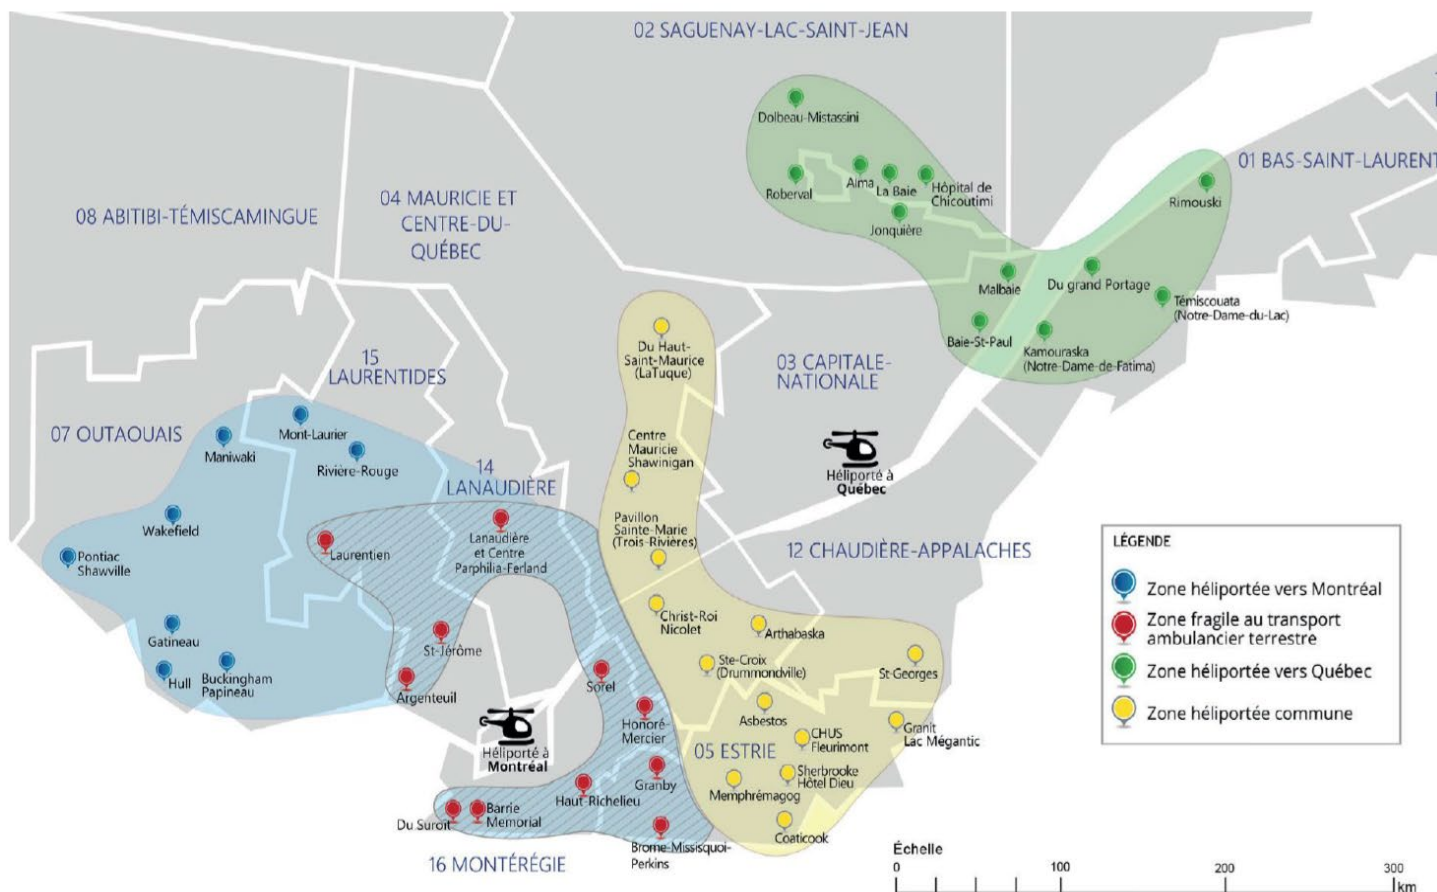 02 SAGUENAY-LAC-SAINT-JEAN
Dolbeau-Mistassini
01 BAS-SAINT-LAURENT
Roberval
Alma
La Baie
Hôpital de
Chicoutimi
Jonquière
Rimouski
08 ABITIBI-TÉMISCAMINGUE
04 MAURICIE ET
CENTRE-DU-
QUÉBEC
Malbaie
Du grand Portage
Témiscouata
(Notre-Dame-du-Lac)
Baie-St-Paul
Kamouraska
(Notre-Dame-de-Fatima)
Du Haut-
Saint-Maurice
(LaTuque)
03 CAPITALE-
NATIONALE
15
LAURENTIDES
07 OUTAOUAIS
Mont-Laurier
Maniwaki
Rivière-Rouge
Centre
Mauricie
Shawinigan
Héliporté à
Québec
14
LANAUDIÈRE
Wakefield
Pontiac
Shawville
Laurentien
Lanaudière
et Centre
Parphilia-Ferland
Pavillon
Sainte-Marie
(Trois-Rivières)
12 CHAUDIÈRE-APPALACHES
Christ-Roi
Nicolet
Arthabaska
Gatineau
St-Jérôme
Hull
Buckingham
Papineau
Argenteuil
Sorel
Ste-Croix
(Drummondville)
St-Georges
Asbestos
Honoré-
Mercier
CHUS
Fleurimont
Granit
Lac Mégantic
05 ESTRIE
Héliporté à
Montréal
Granby
Sherbrooke
Hôtel Dieu
Memphrémagog
Haut-Richelieu
Du Suroît
Barrie
Memorial
Coaticook
Brome-Missisquoi-
Perkins
16 MONTÉRÉGIE
LÉGENDE
Zone héliportée vers Montréal
Zone fragile au transport
ambulancier terrestre
Zone héliportée vers Québec
Zone héliportée commune
Échelle
0
100
200
300
km